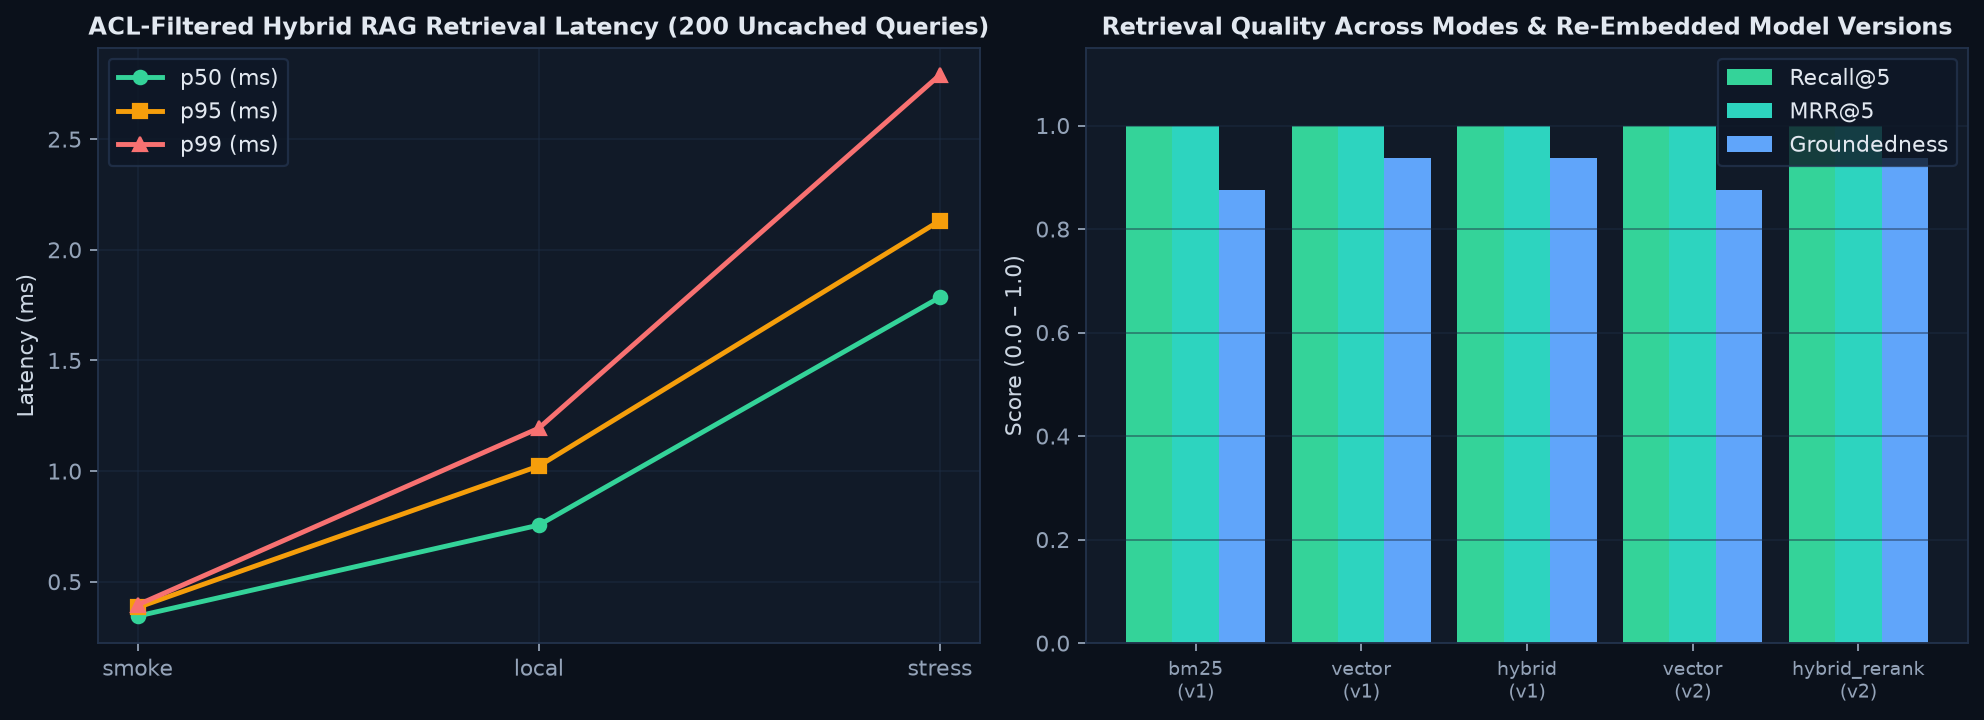 ACL-Filtered Hybrid RAG Retrieval Latency (200 Uncached Queries)
p50 (ms)
p95 (ms)
p99 (ms)
Latency (ms)
2.5
2.0
1.5
1.0
0.5
smoke
local
stress
Retrieval Quality Across Modes & Re-Embedded Model Versions
Recall@5
MRR@5
Groundedness
Score (0.0 – 1.0)
1.0
0.8
0.6
0.4
0.2
0.0
bm25
(v1)
vector
(v1)
hybrid
(v1)
vector
(v2)
hybrid_rerank
(v2)